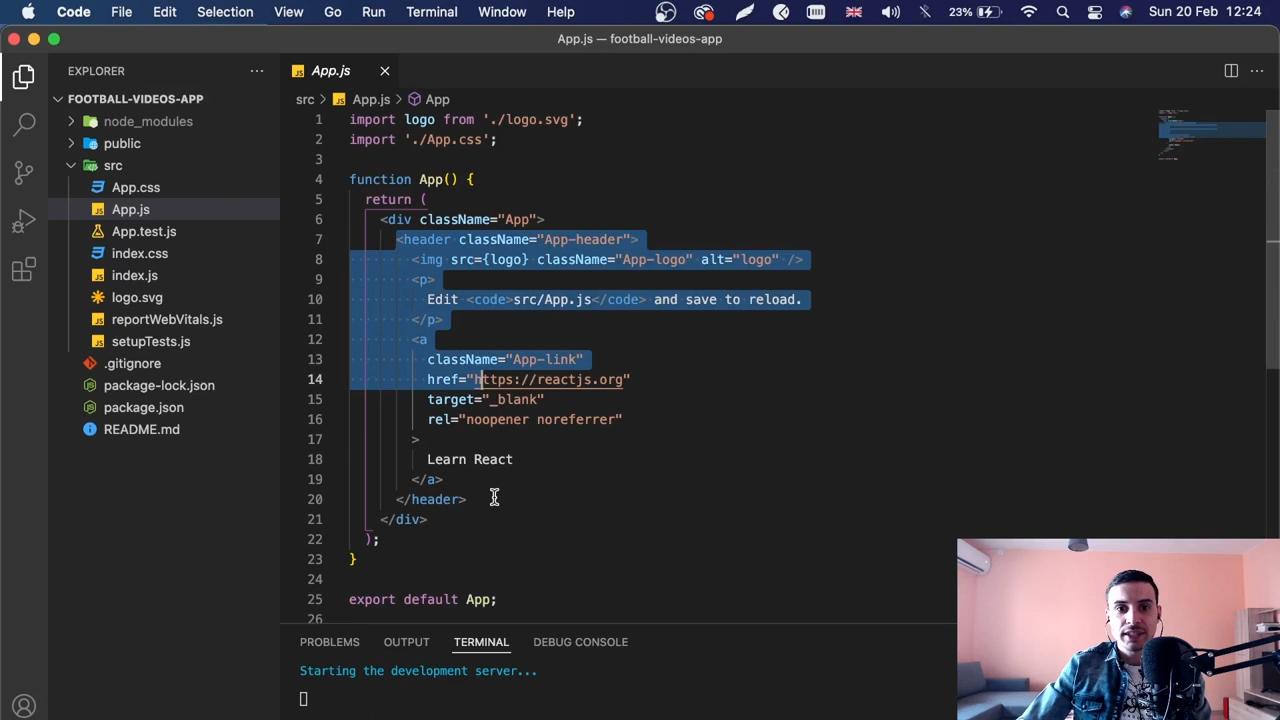 Code File Edit Selection View Go Run Terminal Window Help 23% Sun 20 Feb 12:24
App.js — football-videos-app
EXPLORER
FOOTBALL-VIDEOS-APP
node_modules
public
src
App.css
App.js
App.test.js
index.css
index.js
logo.svg
reportWebVitals.js
setupTests.js
.gitignore
package-lock.json
package.json
README.md
App.js
src > App.js > App
1 import logo from './logo.svg';
2 import './App.css';
3
4 function App() {
5 return (
6 <div className="App">
7 <header className="App-header">
8 <img src={logo} className="App-logo" alt="logo" />
9 <p>
10 Edit <code>src/App.js</code> and save to reload.
11 </p>
12 <a
13 className="App-link"
14 href="https://reactjs.org"
15 target="_blank"
16 rel="noopener noreferrer"
17 >
18 Learn React
19 </a>
20 </header>
21 </div>
22 );
23 }
24
25 export default App;
26
PROBLEMS OUTPUT TERMINAL DEBUG CONSOLE
Starting the development server...